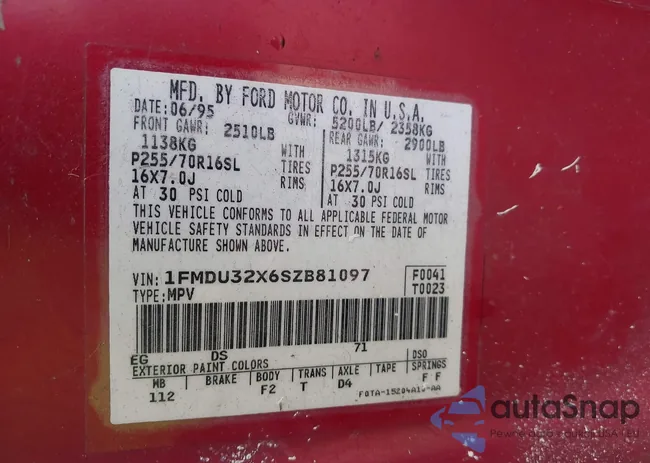 MFD. BY FORD MOTOR CO. IN U.S.A.
DATE: 06/95 GVWR: 5200LB/ 2358KG
FRONT GAWR: 2510LB REAR GAWR: 2900LB
1138KG WITH 1315KG WITH
P255/70R16SL TIRES P255/70R16SL TIRES
16X7.0J RIMS 16X7.0J RIMS
AT 30 PSI COLD AT 30 PSI COLD
THIS VEHICLE CONFORMS TO ALL APPLICABLE FEDERAL MOTOR
VEHICLE SAFETY STANDARDS IN EFFECT ON THE DATE OF
MANUFACTURE SHOWN ABOVE.
VIN: 1FMDU32X6SZB81097 F0041
TYPE: MPV T0023
EG DS 71
EXTERIOR PAINT COLORS DSO
WB BRAKE BODY TRANS AXLE TAPE SPRINGS
112 F2 T D4 F F
autoSnap